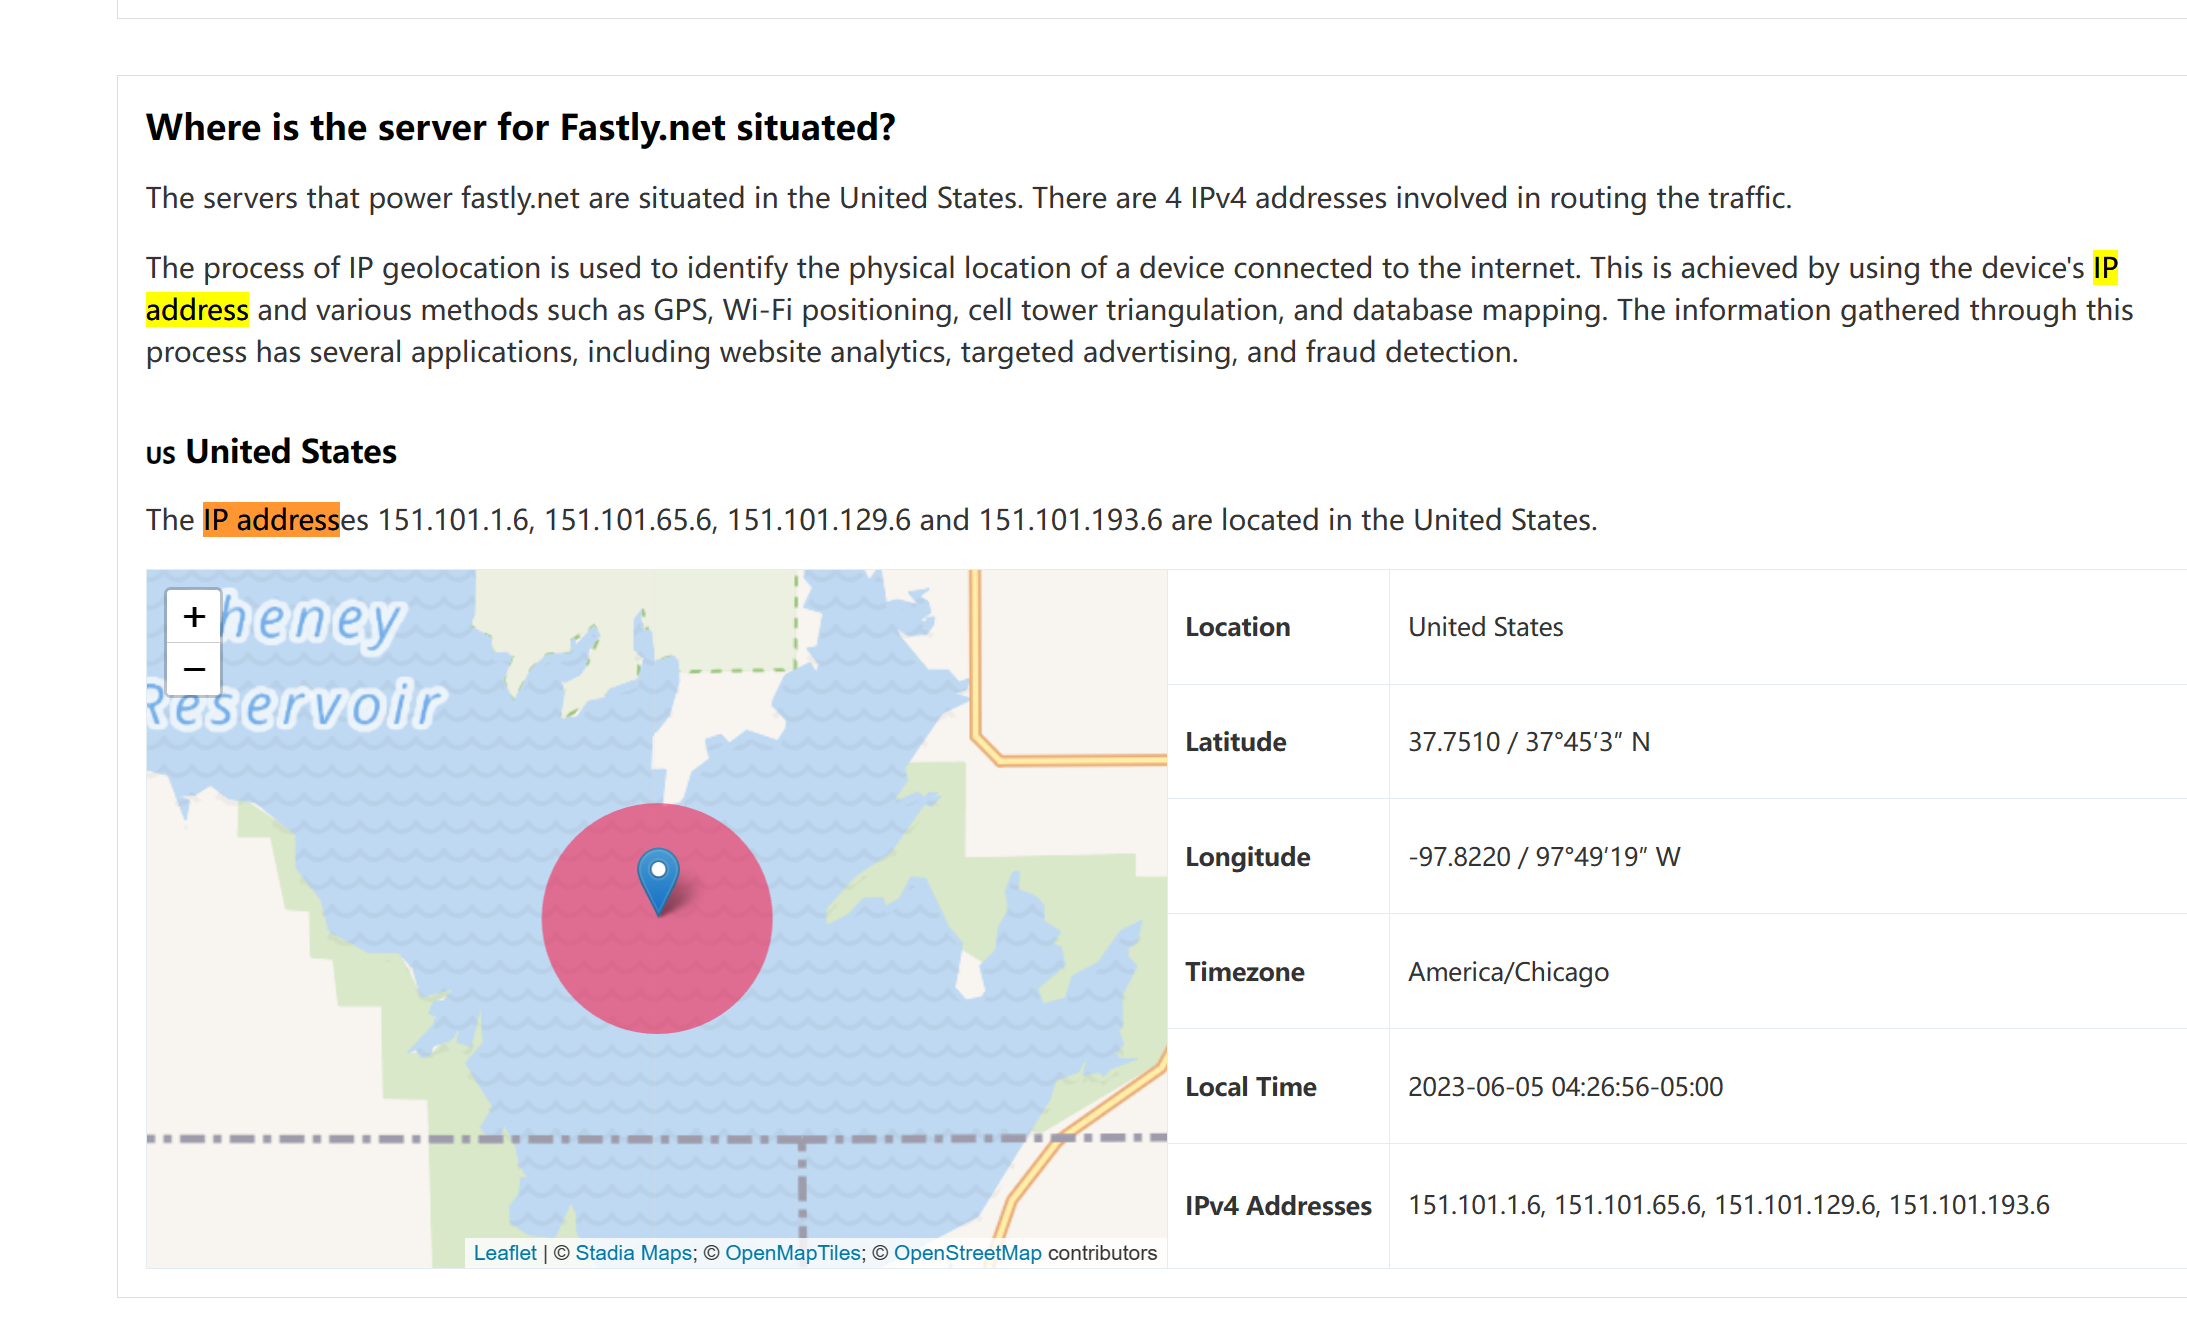 Where is the server for Fastly.net situated?
The servers that power fastly.net are situated in the United States. There are 4 IPv4 addresses involved in routing the traffic.
The process of IP geolocation is used to identify the physical location of a device connected to the internet. This is achieved by using the device's IP
address and various methods such as GPS, Wi-Fi positioning, cell tower triangulation, and database mapping. The information gathered through this
process has several applications, including website analytics, targeted advertising, and fraud detection.
US United States
The IP addresses 151.101.1.6, 151.101.65.6, 151.101.129.6 and 151.101.193.6 are located in the United States.
+
−
heney
Reservoir
Leaflet | © Stadia Maps; © OpenMapTiles; © OpenStreetMap contributors
Location United States
Latitude 37.7510 / 37°45′3″ N
Longitude -97.8220 / 97°49′19″ W
Timezone America/Chicago
Local Time 2023-06-05 04:26:56-05:00
IPv4 Addresses 151.101.1.6, 151.101.65.6, 151.101.129.6, 151.101.193.6